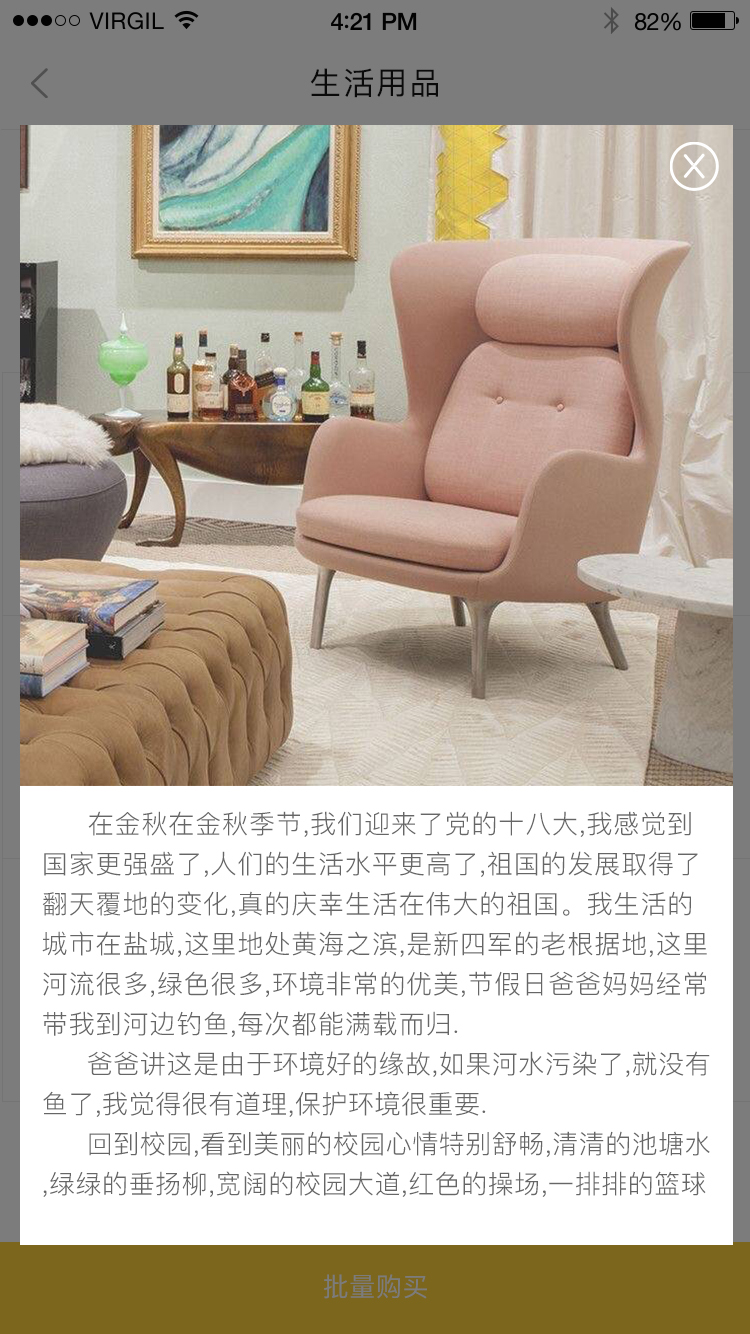 VIRGIL
4:21 PM
82%
生活用品
在金秋在金秋季节,我们迎来了党的十八大,我感觉到
国家更强盛了,人们的生活水平更高了,祖国的发展取得了
翻天覆地的变化,真的庆幸生活在伟大的祖国。我生活的
城市在盐城,这里地处黄海之滨,是新四军的老根据地,这里
河流很多,绿色很多,环境非常的优美,节假日爸爸妈妈经常
带我到河边钓鱼,每次都能满载而归.
爸爸讲这是由于环境好的缘故,如果河水污染了,就没有
鱼了,我觉得很有道理,保护环境很重要.
回到校园,看到美丽的校园心情特别舒畅,清清的池塘水
,绿绿的垂扬柳,宽阔的校园大道,红色的操场,一排排的篮球
批量购买